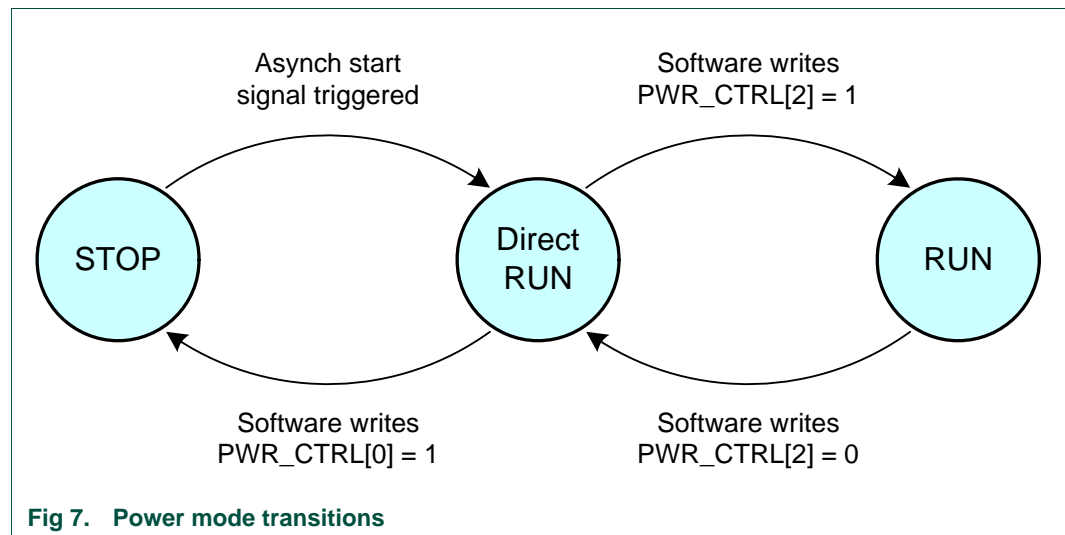 Asynch start
signal triggered
Software writes
PWR_CTRL[2] = 1
STOP
Direct
RUN
RUN
Software writes
PWR_CTRL[0] = 1
Software writes
PWR_CTRL[2] = 0
Fig 7. Power mode transitions